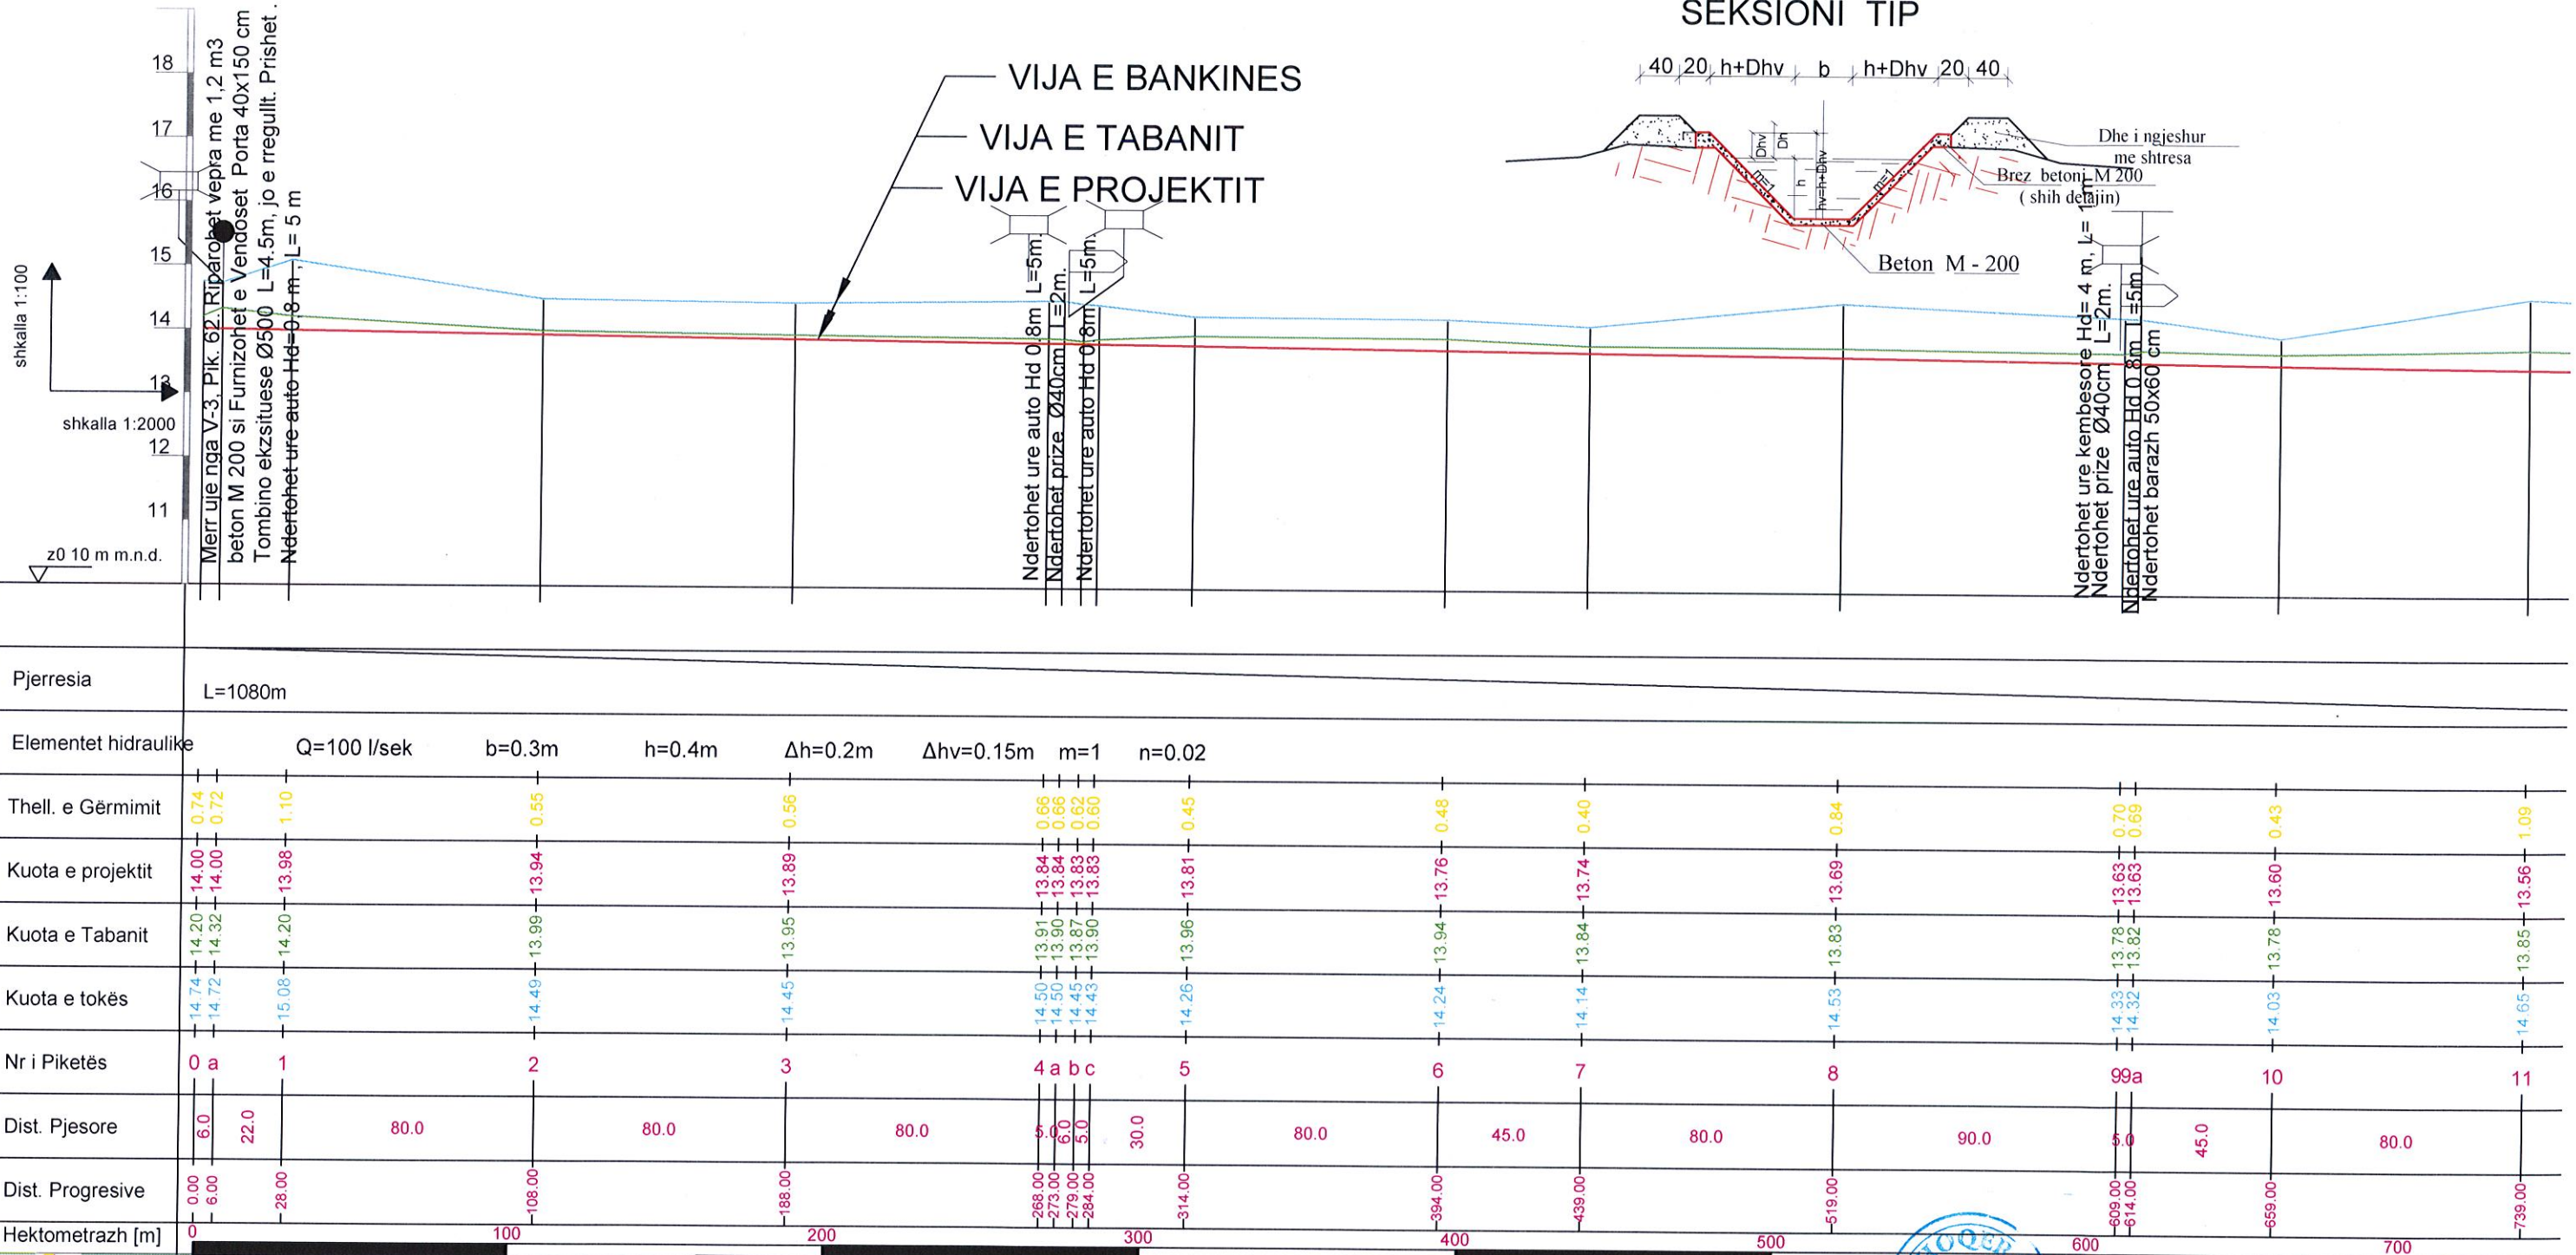 SEKSIONI TIP
40 20 h+Dhv b h+Dhv 20 40
Dhv
Dh
h
hv=h+Dhv
m=1
m=1
Dhe i ngjeshur
me shtresa
Brez betoni M 200
( shih detajin)
Beton M - 200
VIJA E BANKINES
VIJA E TABANIT
VIJA E PROJEKTIT
18
17
16
15
14
13
12
11
shkalla 1:100
shkalla 1:2000
z0 10 m m.n.d.
Merr uje nga V-3, Pik. 62. Riparohet vepra me 1,2 m3
beton M 200 si Furnizohet e Vendoset Porta 40x150 cm
Tombino ekzsituese Ø500 L=4.5m, jo e rregullt. Prishet .
Ndertohet ure auto Hd=0.8 m , L= 5 m
Ndertohet ure auto Hd 0.8m L=5m.
Ndertohet prize Ø40cm L=2m.
Ndertohet ure auto Hd 0.8m L=5m.
Ndertohet ure kembesore Hd= 4 m, L= 1 m
Ndertohet prize Ø40cm L=2m.
Ndertohet ure auto Hd 0.8m L=5m
Ndertohet barazh 50x60 cm
Pjerresia
L=1080m
Elementet hidraulike Q=100 l/sek b=0.3m h=0.4m Δh=0.2m Δhv=0.15m m=1 n=0.02
Thell. e Gërmimit 0.74 0.72 1.10 0.55 0.56 0.66 0.66 0.62 0.60 0.45 0.48 0.40 0.84 0.70 0.69 0.43 1.09
Kuota e projektit 14.00 14.00 13.98 13.94 13.89 13.84 13.84 13.83 13.83 13.81 13.76 13.74 13.69 13.63 13.63 13.60 13.56
Kuota e Tabanit 14.20 14.32 14.20 13.99 13.95 13.91 13.90 13.87 13.90 13.96 13.94 13.84 13.83 13.78 13.82 13.78 13.85
Kuota e tokës 14.74 14.72 15.08 14.49 14.45 14.50 14.50 14.45 14.43 14.26 14.24 14.14 14.53 14.33 14.32 14.03 14.65
Nr i Piketës 0 a 1 2 3 4 a b c 5 6 7 8 9 9a 10 11
Dist. Pjesore 6.0 22.0 80.0 80.0 80.0 5.0 6.0 5.0 30.0 80.0 45.0 80.0 90.0 5.0 45.0 80.0
Dist. Progresive 0.00 6.00 28.00 108.00 188.00 268.00 273.00 279.00 284.00 314.00 394.00 439.00 519.00 609.00 614.00 659.00 739.00
Hektometrazh [m] 0 100 200 300 400 500 600 700